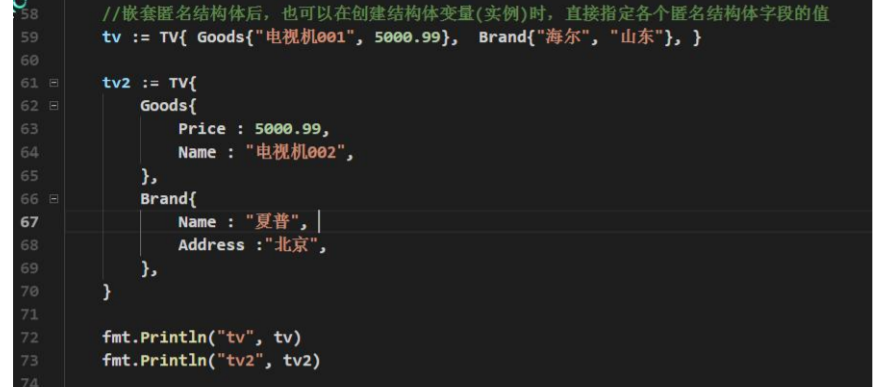 58 //嵌套匿名结构体后，也可以在创建结构体变量(实例)时，直接指定各个匿名结构体字段的值
59 tv := TV{ Goods{"电视机001", 5000.99},  Brand{"海尔", "山东"}, }
60
61 tv2 := TV{
62 Goods{
63 Price : 5000.99,
64 Name : "电视机002",
65 },
66 Brand{
67 Name : "夏普",
68 Address :"北京",
69 },
70 }
71
72 fmt.Println("tv", tv)
73 fmt.Println("tv2", tv2)
74